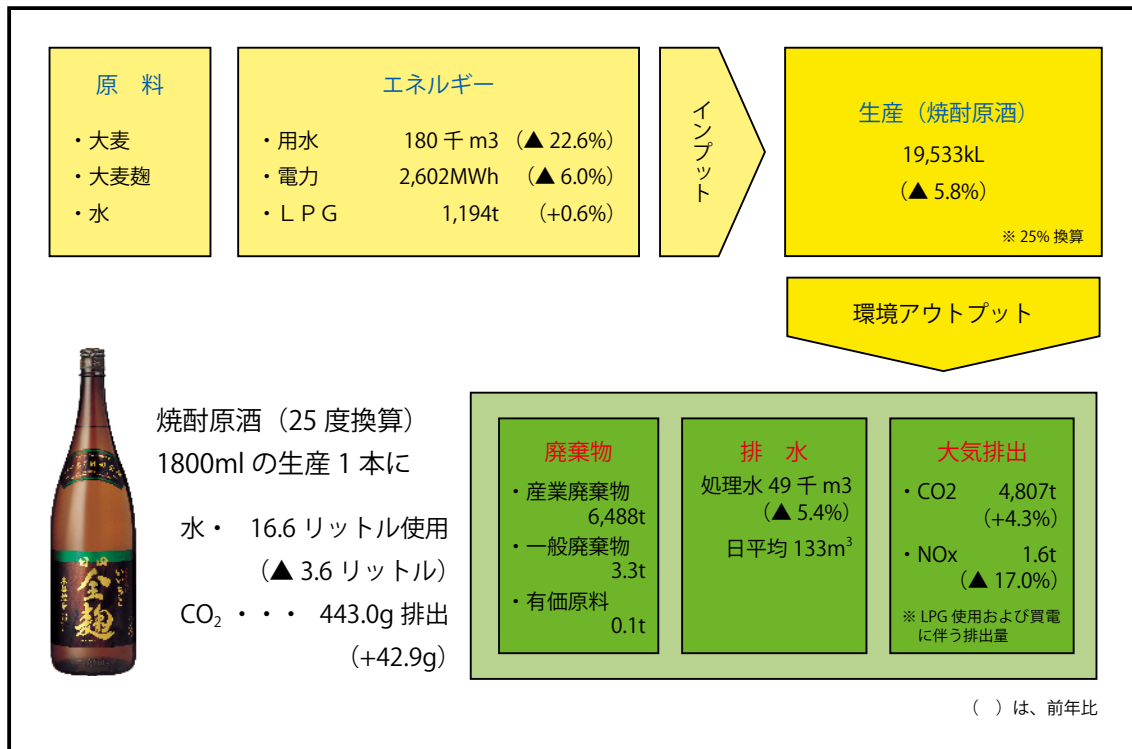 原　料
・大麦
・大麦麹
・水
エネルギー
・用水　180 千 m3 （▲ 22.6%）
・電力　2,602MWh （▲ 6.0%）
・ＬＰＧ　1,194t （+0.6%）
インプット
生産（焼酎原酒）
19,533kL
（▲ 5.8%）
※ 25% 換算
環境アウトプット
焼酎原酒（25 度換算）
1800ml の生産 1 本に
水・　16.6 リットル使用
（▲ 3.6 リットル）
CO₂ ・・・　443.0g 排出
（+42.9g）
日田
全麹
廃棄物
・産業廃棄物
6,488t
・一般廃棄物
3.3t
・有価原料
0.1t
排　水
処理水 49 千 m3
（▲ 5.4%）
日平均 133m³
大気排出
・CO2　4,807t
（+4.3%）
・NOx　1.6t
（▲ 17.0%）
※ LPG 使用および買電
に伴う排出量
（　）は、前年比